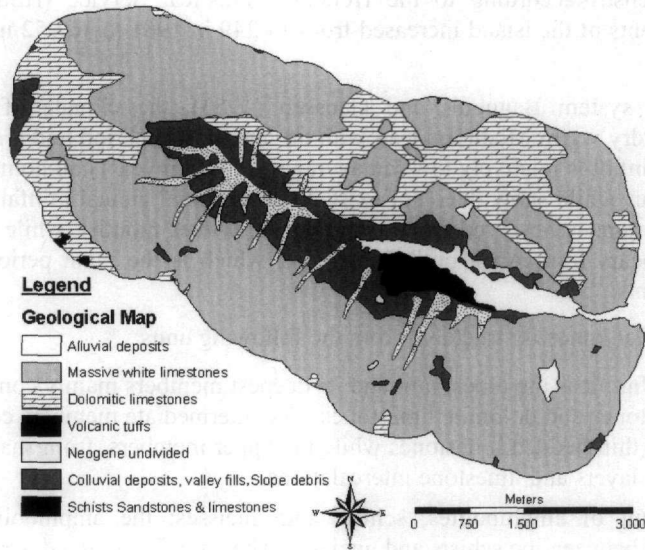 Legend
Geological Map
Alluval deposits
Massive white limestones
Dolomitic limestones
Volcanic tuffs
Neogene undivided
Colluvial deposits, valley fills, Slope debris
Schists Sandstones & limestones
N
W E
S
Meters
0 750 1.500 3.000